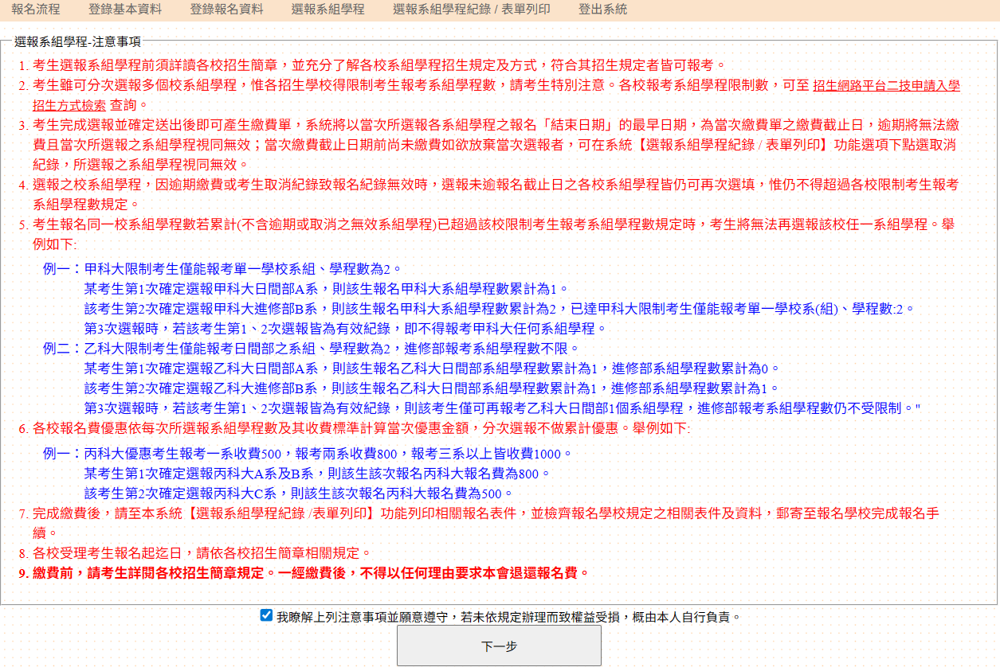 報名流程 登錄基本資料 登錄報名資料 選報系組學程 選報系組學程紀錄 / 表單列印 登出系統
選報系組學程-注意事項
1. 考生選報系組學程前須詳讀各校招生簡章，並充分了解各校系組學程招生規定及方式，符合其招生規定者皆可報考。
2. 考生雖可分次選報多個校系組學程，惟各招生學校得限制考生報考系組學程數，請考生特別注意。各校報考系組學程限制數，可至 招生網路平台二技申請入學
招生方式檢索 查詢。
3. 考生完成選報並確定送出後即可產生繳費單，系統將以當次所選報各系組學程之報名「結束日期」的最早日期，為當次繳費單之繳費截止日，逾期將無法繳
費且當次所選報之系組學程視同無效；當次繳費截止日期前尚未繳費如欲放棄當次選報者，可在系統【選報系組學程紀錄 / 表單列印】功能選項下點選取消
紀錄，所選報之系組學程視同無效。
4. 選報之校系組學程，因逾期繳費或考生取消紀錄致報名紀錄無效時，選報未逾報名截止日之各校系組學程皆仍可再次選填，惟仍不得超過各校限制考生報考
系組學程數規定。
5. 考生報名同一校系組學程數若累計(不含逾期或取消之無效系組學程)已超過該校限制考生報考系組學程數規定時，考生將無法再選報該校任一系組學程。舉
例如下:
例一：甲科大限制考生僅能報考單一學校系組、學程數為2。
某考生第1次確定選報甲科大日間部A系，則該生報名甲科大系組學程數累計為1。
該考生第2次確定選報甲科大進修部B系，則該生報名甲科大系組學程數累計為2，已達甲科大限制考生僅能報考單一學校系(組)、學程數:2。
第3次選報時，若該考生第1、2次選報皆為有效紀錄，即不得報考甲科大任何系組學程。
例二：乙科大限制考生僅能報考日間部之系組、學程數為2，進修部報考系組學程數不限。
某考生第1次確定選報乙科大日間部A系，則該生報名乙科大日間部系組學程數累計為1，進修部系組學程數累計為0。
該考生第2次確定選報乙科大進修部B系，則該生報名乙科大日間部系組學程數累計為1，進修部系組學程數累計為1。
第3次選報時，若該考生第1、2次選報皆為有效紀錄，則該考生僅可再報考乙科大日間部1個系組學程，進修部報考系組學程數仍不受限制。"
6. 各校報名費優惠依每次所選報系組學程數及其收費標準計算當次優惠金額，分次選報不做累計優惠。舉例如下:
例一：丙科大優惠考生報考一系收費500，報考兩系收費800，報考三系以上皆收費1000。
某考生第1次確定選報丙科大A系及B系，則該生該次報名丙科大報名費為800。
該考生第2次確定選報丙科大C系，則該生該次報名丙科大報名費為500。
7. 完成繳費後，請至本系統【選報系組學程紀錄 /表單列印】功能列印相關報名表件，並檢齊報名學校規定之相關表件及資料，郵寄至報名學校完成報名手
續。
8. 各校受理考生報名起迄日，請依各校招生簡章相關規定。
9. 繳費前，請考生詳閱各校招生簡章規定。一經繳費後，不得以任何理由要求本會退還報名費。
我瞭解上列注意事項並願意遵守，若未依規定辦理而致權益受損，概由本人自行負責。
下一步